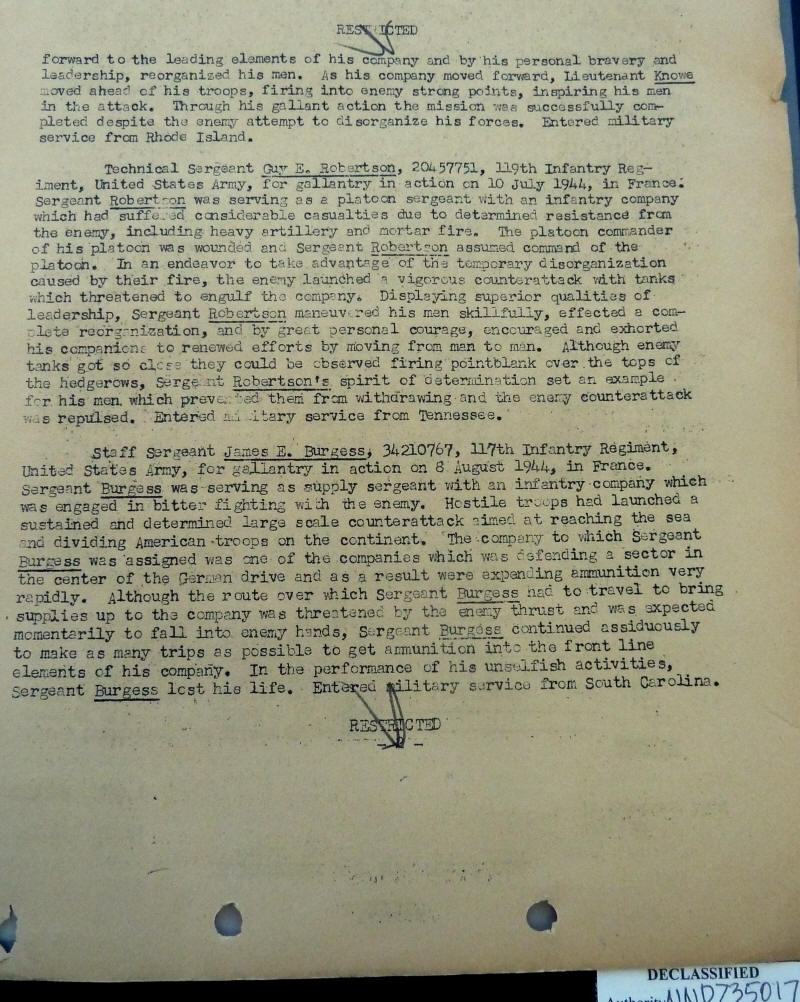 RESTRICTED
forward to the leading elements of his company and by his personal bravery and
leadership, reorganized his men. As his company moved forward, Lieutenant Knowe
moved ahead of his troops, firing into enemy strong points, inspiring his men
in the attack. Through his gallant action the mission was successfully com-
pleted despite the enemy attempt to disorganize his forces. Entered military
service from Rhode Island.
Technical Sergeant Guy E. Robertson, 20457751, 119th Infantry Reg-
iment, United States Army, for gallantry in action on 10 July 1944, in France.
Sergeant Robertson was serving as a platoon sergeant with an infantry company
which had suffered considerable casualties due to determined resistance from
the enemy, including heavy artillery and mortar fire. The platoon commander
of his platoon was wounded and Sergeant Robertson assumed command of the
platoon. In an endeavor to take advantage of the temporary disorganization
caused by their fire, the enemy launched a vigorous counterattack with tanks
which threatened to engulf the company. Displaying superior qualities of
leadership, Sergeant Robertson maneuvered his men skillfully, effected a com-
plete reorganization, and by great personal courage, encouraged and exhorted
his companions to renewed efforts by moving from man to man. Although enemy
tanks got so close they could be observed firing pointblank over the tops of
the hedgerows, Sergeant Robertson's spirit of determination set an example
for his men which prevented them from withdrawing and the enemy counterattack
was repulsed. Entered military service from Tennessee.
Staff Sergeant James E. Burgess, 34210767, 117th Infantry Regiment,
United States Army, for gallantry in action on 8 August 1944, in France.
Sergeant Burgess was serving as supply sergeant with an infantry company which
was engaged in bitter fighting with the enemy. Hostile troops had launched a
sustained and determined large scale counterattack aimed at reaching the sea
and dividing American troops on the continent. The company to which Sergeant
Burgess was assigned was one of the companies which was defending a sector in
the center of the German drive and as a result were expending ammunition very
rapidly. Although the route over which Sergeant Burgess had to travel to bring
supplies up to the company was threatened by the enemy thrust and was expected
momentarily to fall into enemy hands, Sergeant Burgess continued assiduously
to make as many trips as possible to get ammunition into the front line
elements of his company. In the performance of his unselfish activities,
Sergeant Burgess lost his life. Entered military service from South Carolina.
RESTRICTED
DECLASSIFIED
Authority NND735017